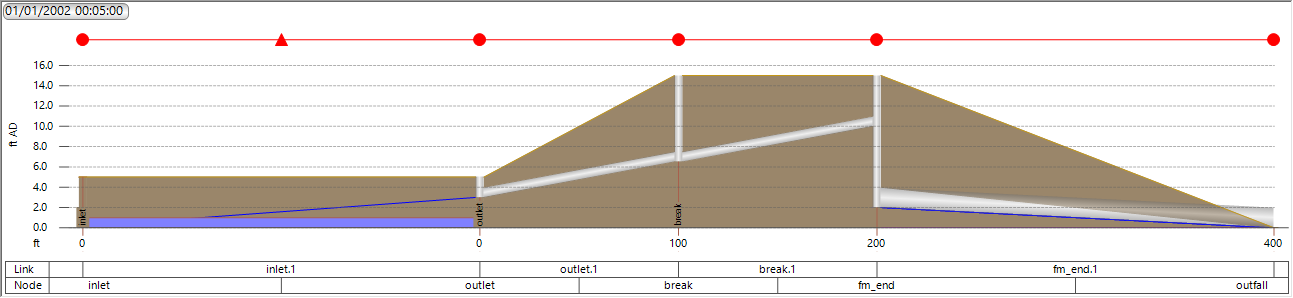 01/01/2002 00:05:00
16.0
14.0
12.0
10.0
8.0
6.0
4.0
2.0
0.0
ft AD
inlet
outlet
break
ft 0 0 100 200 400
Link inlet.1 outlet.1 break.1 fm_end.1
Node inlet outlet break fm_end outfall